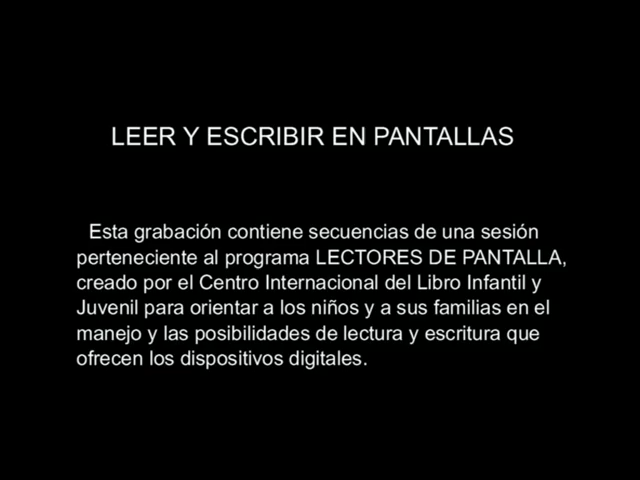 LEER Y ESCRIBIR EN PANTALLAS
Esta grabación contiene secuencias de una sesión
perteneciente al programa LECTORES DE PANTALLA,
creado por el Centro Internacional del Libro Infantil y
Juvenil para orientar a los niños y a sus familias en el
manejo y las posibilidades de lectura y escritura que
ofrecen los dispositivos digitales.